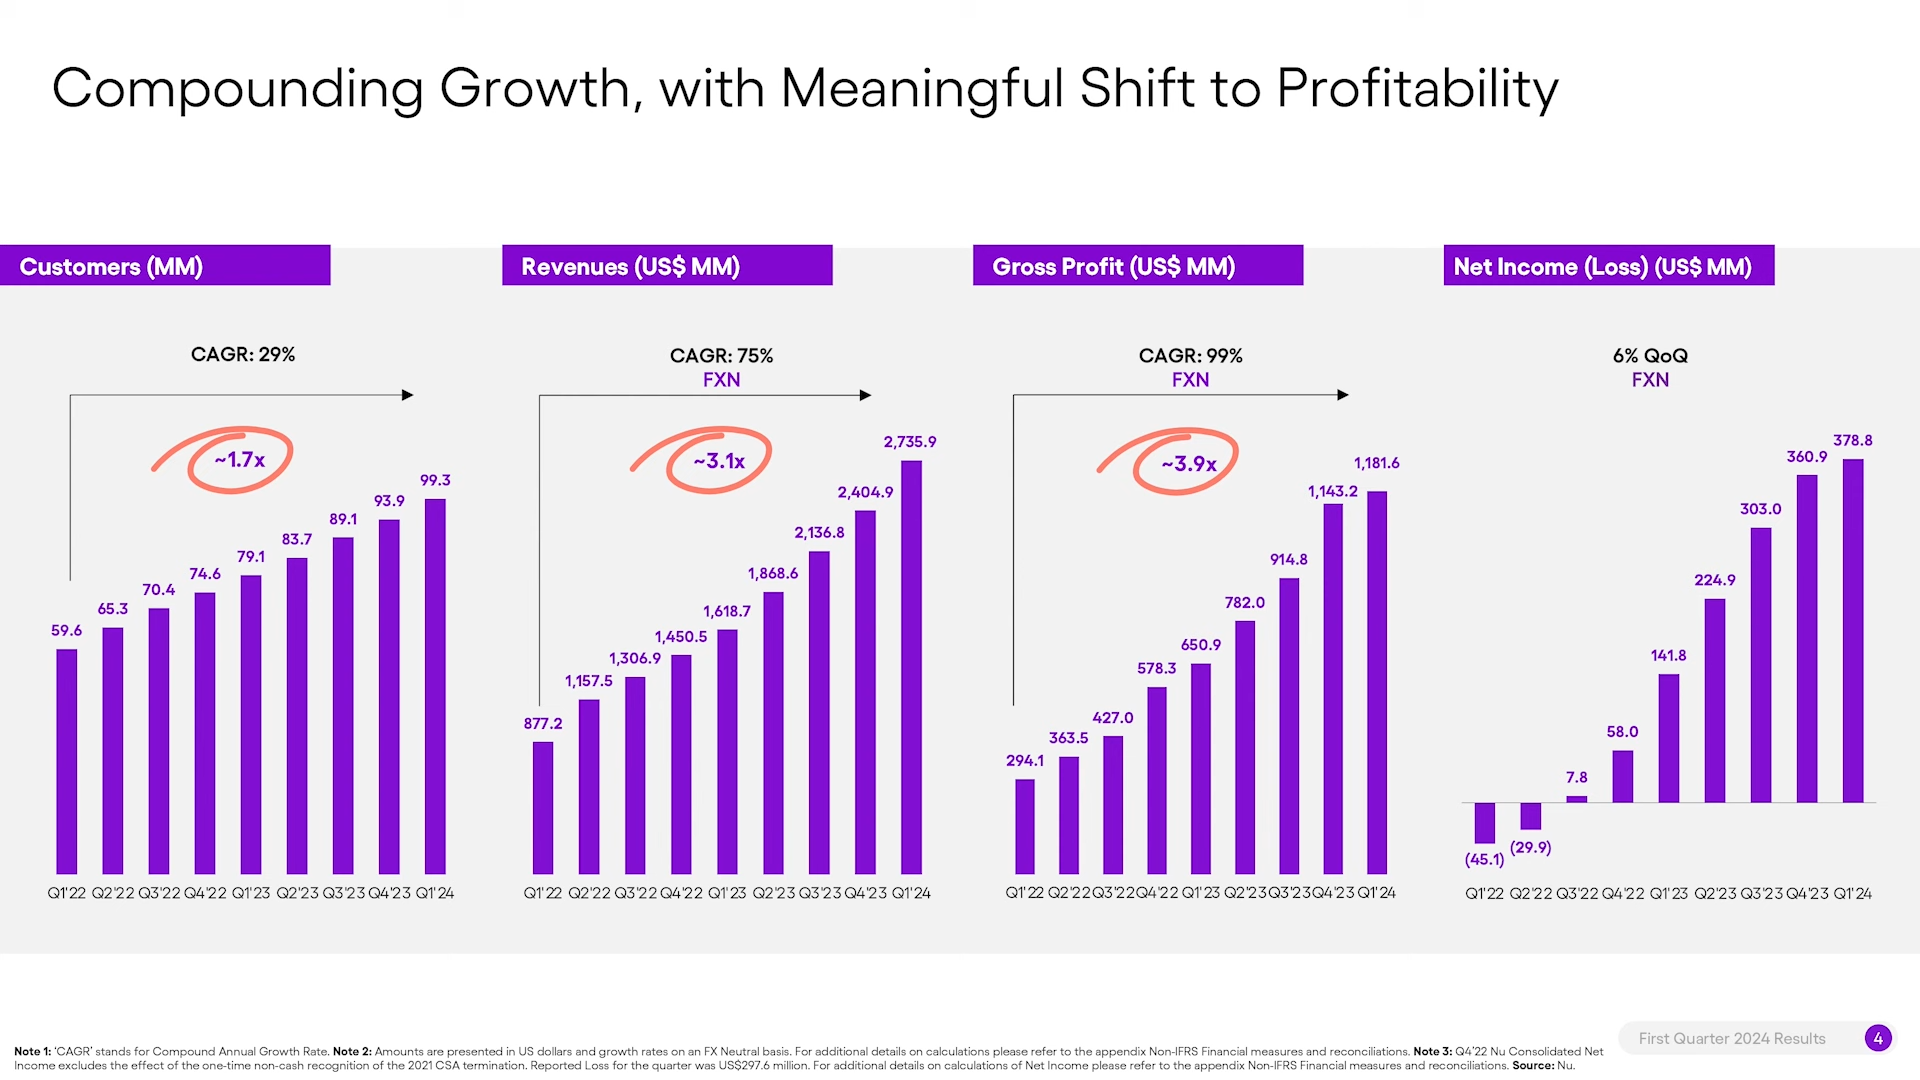 Compounding Growth, with Meaningful Shift to Profitability
Customers (MM)
CAGR: 29%
~1.7x
59.6
65.3
70.4
74.6
79.1
83.7
89.1
93.9
99.3
Q1'22 Q2'22 Q3'22 Q4'22 Q1'23 Q2'23 Q3'23 Q4'23 Q1'24
Revenues (US$ MM)
CAGR: 75%
FXN
~3.1x
877.2
1,157.5
1,306.9
1,450.5
1,618.7
1,868.6
2,136.8
2,404.9
2,735.9
Q1'22 Q2'22 Q3'22 Q4'22 Q1'23 Q2'23 Q3'23 Q4'23 Q1'24
Gross Profit (US$ MM)
CAGR: 99%
FXN
~3.9x
294.1
363.5
427.0
578.3
650.9
782.0
914.8
1,143.2
1,181.6
Q1'22 Q2'22 Q3'22 Q4'22 Q1'23 Q2'23 Q3'23 Q4'23 Q1'24
Net Income (Loss) (US$ MM)
6% QoQ
FXN
(45.1)
(29.9)
7.8
58.0
141.8
224.9
303.0
360.9
378.8
Q1'22 Q2'22 Q3'22 Q4'22 Q1'23 Q2'23 Q3'23 Q4'23 Q1'24
First Quarter 2024 Results 4
Note 1: 'CAGR' stands for Compound Annual Growth Rate. Note 2: Amounts are presented in US dollars and growth rates on an FX Neutral basis. For additional details on calculations please refer to the appendix Non-IFRS Financial measures and reconciliations. Note 3: Q4'22 Nu Consolidated Net
Income excludes the effect of the one-time non-cash recognition of the 2021 CSA termination. Reported Loss for the quarter was US$297.6 million. For additional details on calculations of Net Income please refer to the appendix Non-IFRS Financial measures and reconciliations. Source: Nu.